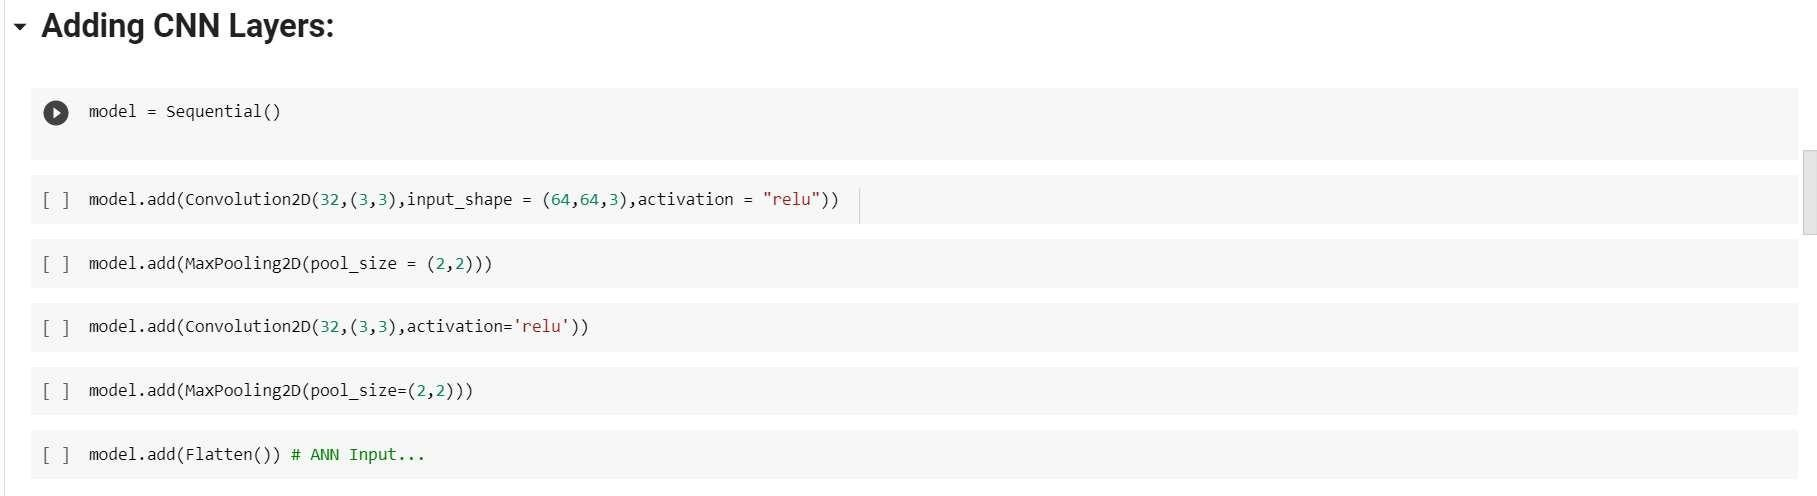 Adding CNN Layers:
model = Sequential()
[ ] model.add(Convolution2D(32,(3,3),input_shape = (64,64,3),activation = "relu"))
[ ] model.add(MaxPooling2D(pool_size = (2,2)))
[ ] model.add(Convolution2D(32,(3,3),activation='relu'))
[ ] model.add(MaxPooling2D(pool_size=(2,2)))
[ ] model.add(Flatten()) # ANN Input...